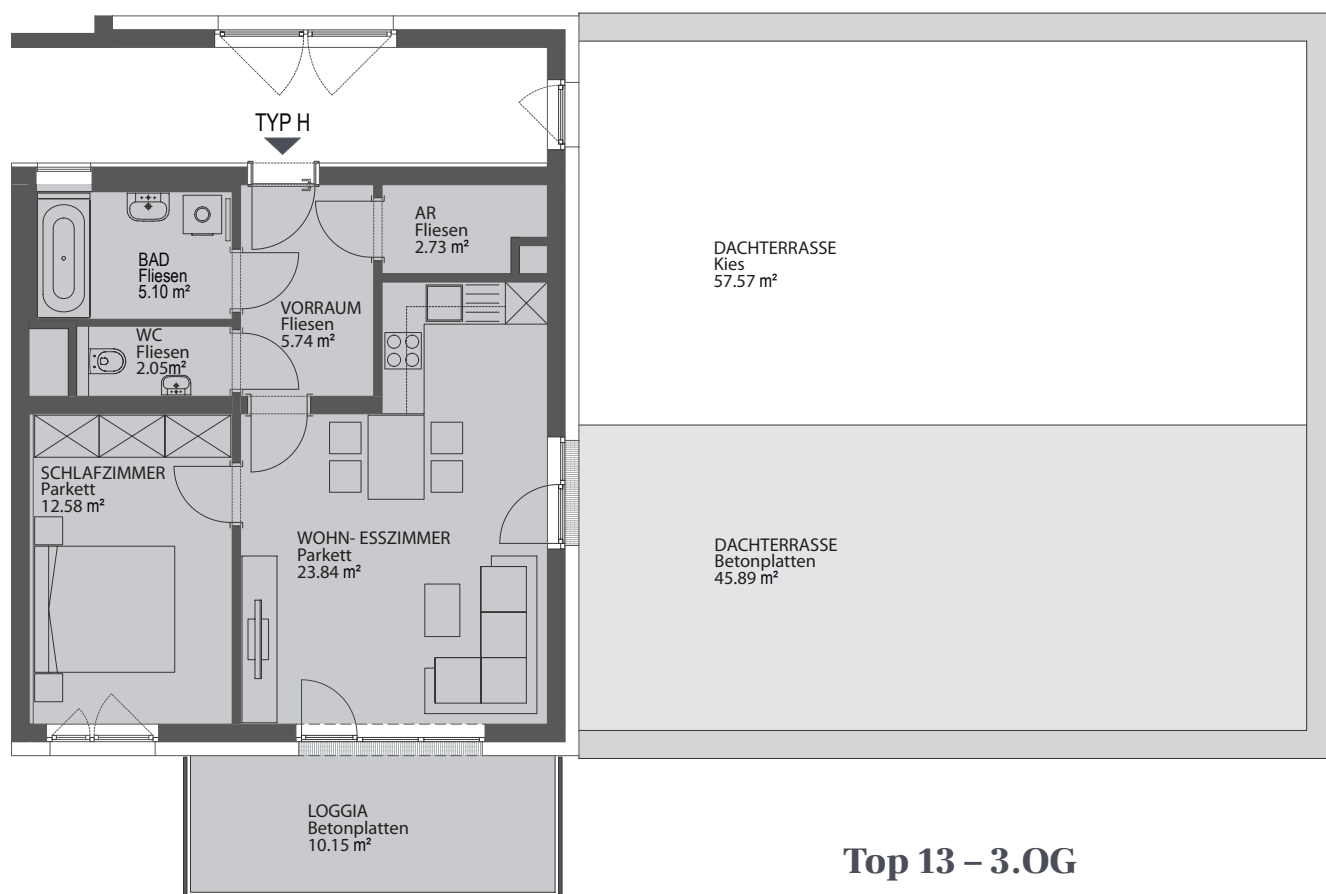 TYP H
AR
Fliesen
2.73 m²
BAD
Fliesen
5.10 m²
VORRAUM
Fliesen
5.74 m²
WC
Fliesen
2.05m²
DACHTERRASSE
Kies
57.57 m²
SCHLAFZIMMER
Parkett
12.58 m²
WOHN- ESSZIMMER
Parkett
23.84 m²
DACHTERRASSE
Betonplatten
45.89 m²
LOGGIA
Betonplatten
10.15 m²
Top 13 – 3.OG